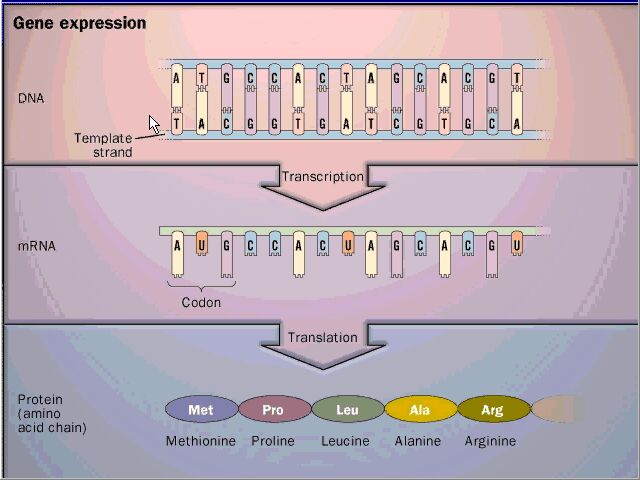 Gene expression
A T G C C A C T A G C A C G T
DNA
T A C G G T G A T C G T G C A
Template
strand
Transcription
mRNA
A U G C C A C U A G C A C G U
Codon
Translation
Protein
(amino
acid chain)
Met Pro Leu Ala Arg
Methionine Proline Leucine Alanine Arginine